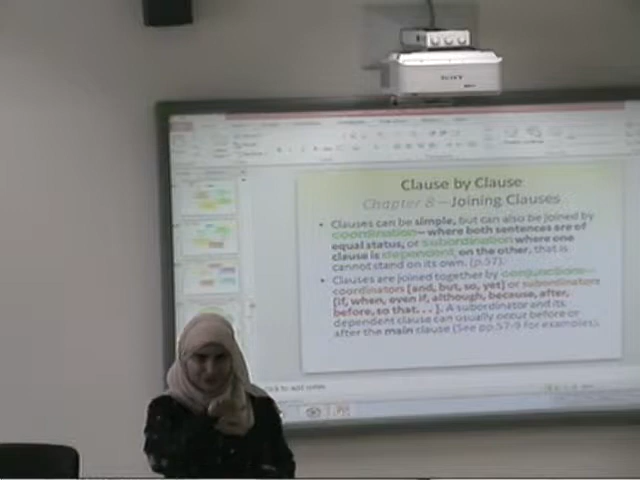 SONY
Clause by Clause
Chapter 8 – Joining Clauses
• Clauses can be simple, but can also be joined by
coordination – where both sentences are of
equal status, or subordination where one
clause is dependent on the other, that is
cannot stand on its own. (p.57).
• Clauses are joined together by conjunctions –
coordinators [and, but, so, yet] or subordinators
[if, when, even if, although, because, after,
before, so that. . . ]. A subordinator and its
dependent clause can usually occur before or
after the main clause (See pp.57-9 for examples).
to add notes